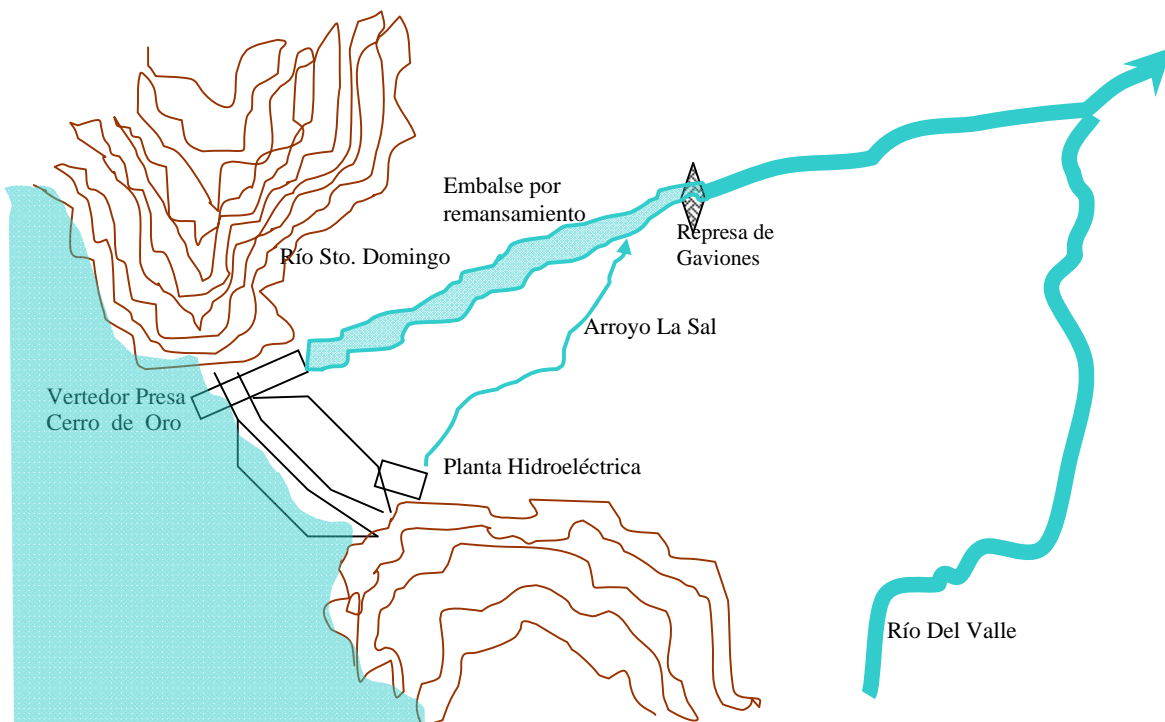 Embalse por
remansamiento
Represa de
Gaviones
Río Sto. Domingo
Arroyo La Sal
Vertedor Presa
Cerro de Oro
Planta Hidroeléctrica
Río Del Valle